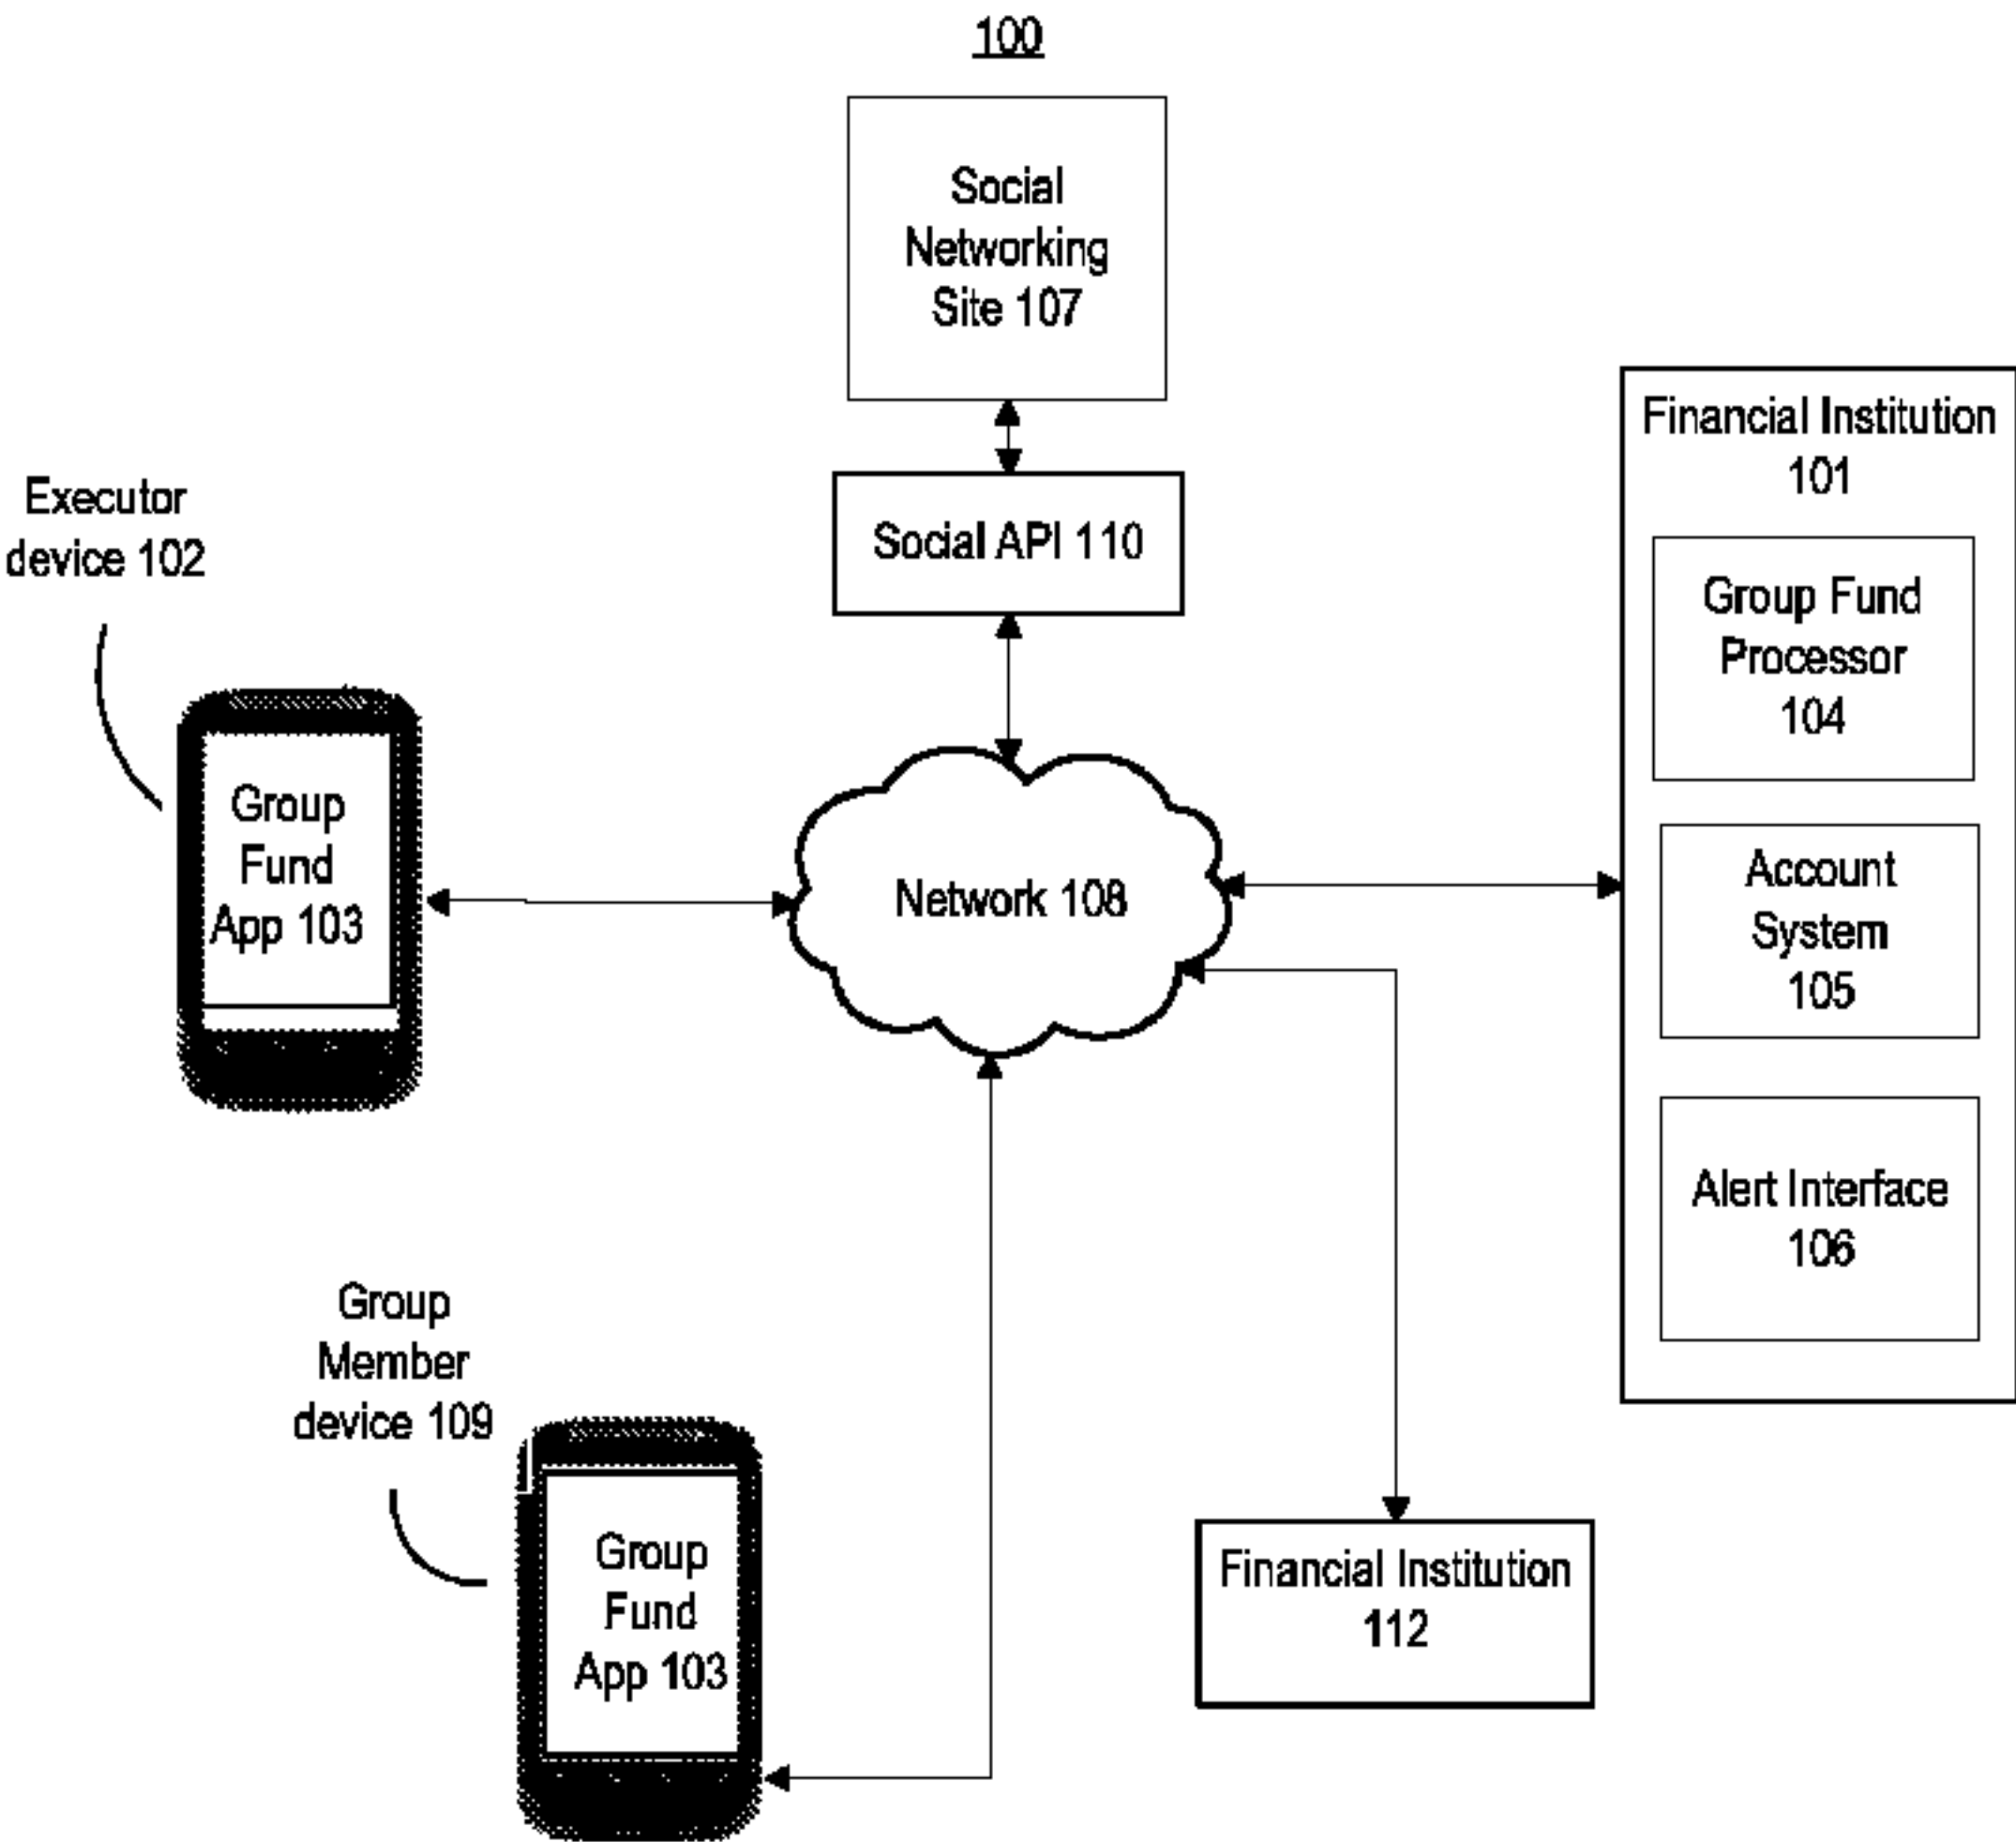 100
Social
Networking
Site 107
Financial Institution
101
Executor
device 102
Social API 110
Group Fund
Processor
104
Group
Fund
App 103
Network 108
Account
System
105
Alert Interface
106
Group
Member
device 109
Group
Fund
App 103
Financial Institution
112